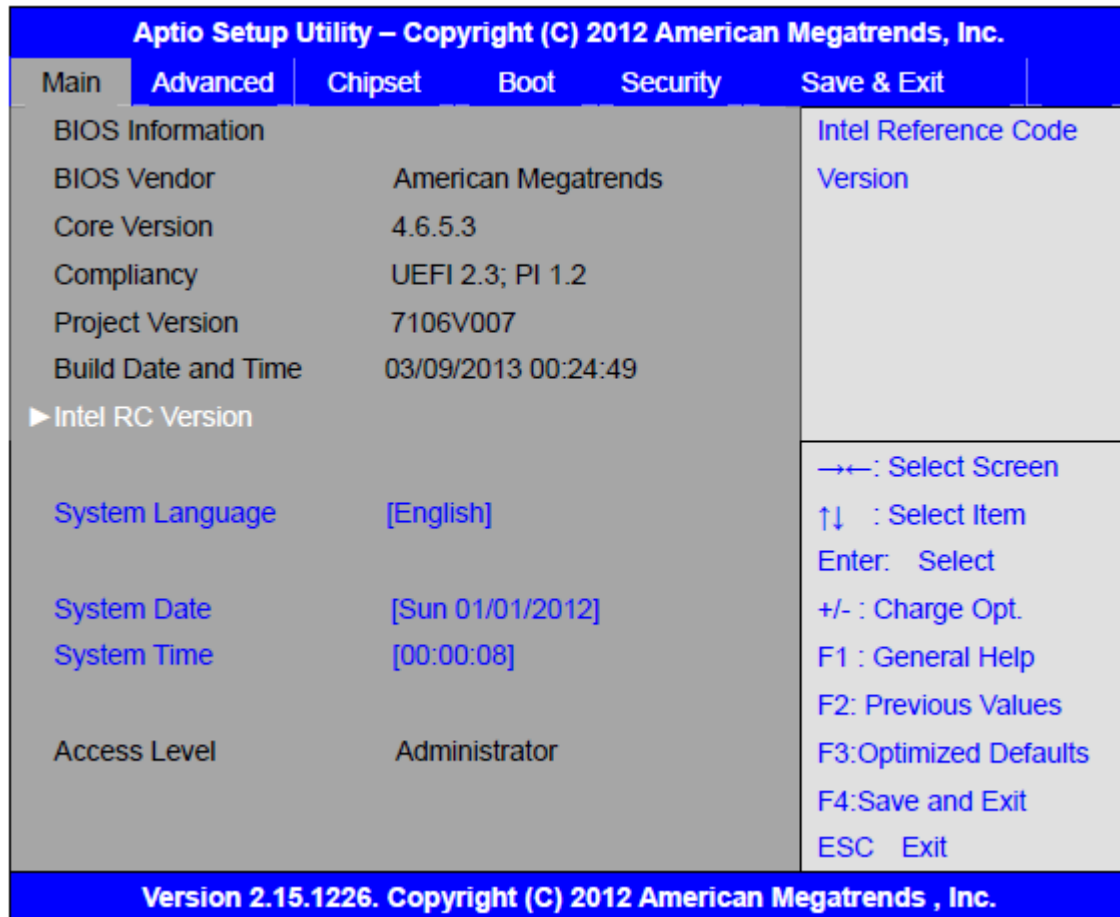 Aptio Setup Utility – Copyright (C) 2012 American Megatrends, Inc.
Main Advanced Chipset Boot Security Save & Exit
BIOS Information
BIOS Vendor American Megatrends
Core Version 4.6.5.3
Compliancy UEFI 2.3; PI 1.2
Project Version 7106V007
Build Date and Time 03/09/2013 00:24:49
►Intel RC Version
System Language [English]
System Date [Sun 01/01/2012]
System Time [00:00:08]
Access Level Administrator
Intel Reference Code
Version
→←: Select Screen
↑↓ : Select Item
Enter: Select
+/- : Charge Opt.
F1 : General Help
F2: Previous Values
F3:Optimized Defaults
F4:Save and Exit
ESC Exit
Version 2.15.1226. Copyright (C) 2012 American Megatrends , Inc.